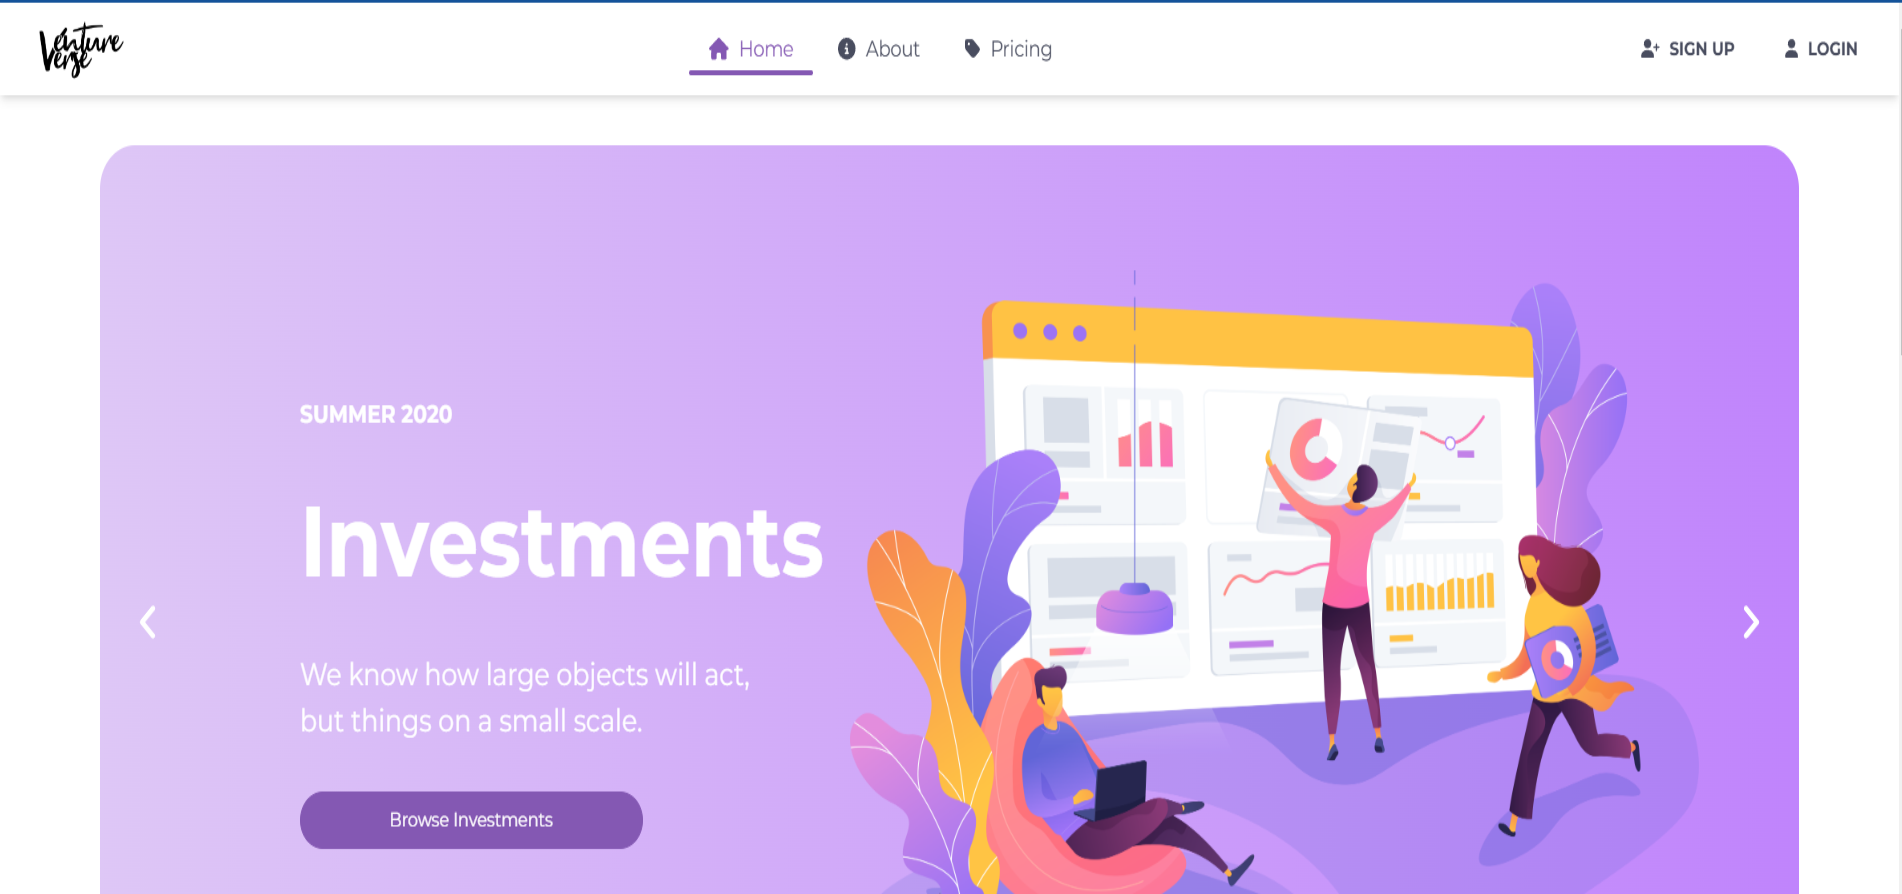 Venture
Verse
Home
About
Pricing
SIGN UP
LOGIN
SUMMER 2020
Investments
We know how large objects will act,
but things on a small scale.
Browse Investments